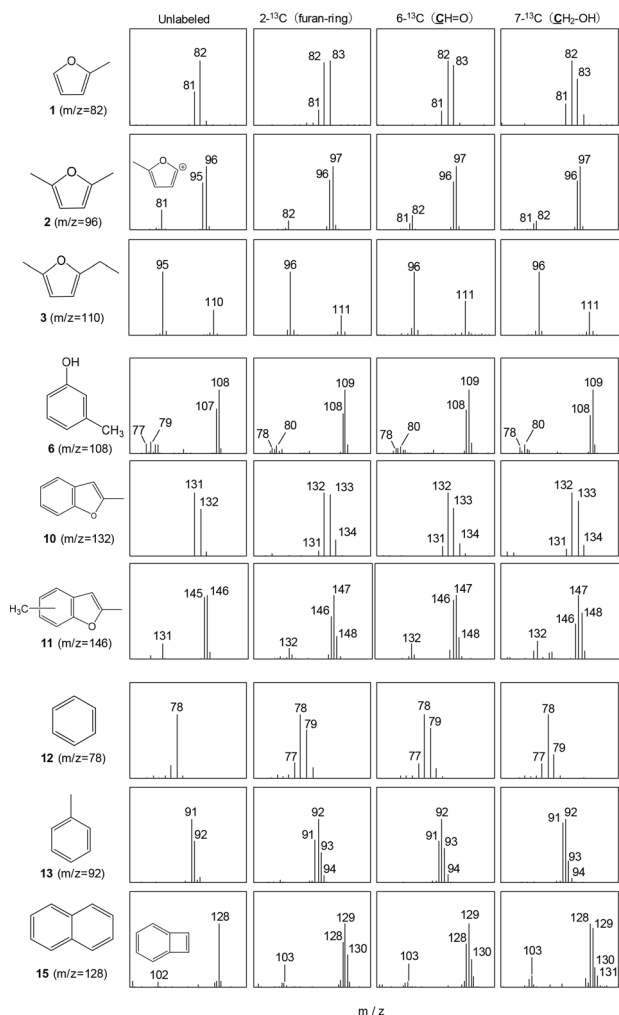 Unlabeled 2-¹³C (furan-ring) 6-¹³C (CH=O) 7-¹³C (CH₂-OH)
O
1 (m/z=82)
81 82
81 82 83
81 82 83
81 82 83
O
2 (m/z=96)
O ⊕
81 95 96
82 96 97
81 82 96 97
81 82 96 97
O
3 (m/z=110)
95 110
96 111
96 111
96 111
OH
CH₃
6 (m/z=108)
77 79 107 108
78 80 108 109
78 80 108 109
78 80 108 109
O
10 (m/z=132)
131 132
131 132 133 134
131 132 133 134
131 132 133 134
H₃C
O
11 (m/z=146)
131 145 146
132 146 147 148
132 146 147 148
132 146 147 148
12 (m/z=78)
78
77 78 79
77 78 79
77 78 79
13 (m/z=92)
91 92
91 92 93 94
91 92 93 94
91 92 93 94
15 (m/z=128)
102 128
103 128 129 130
103 128 129 130
103 128 129 130 131
m / z